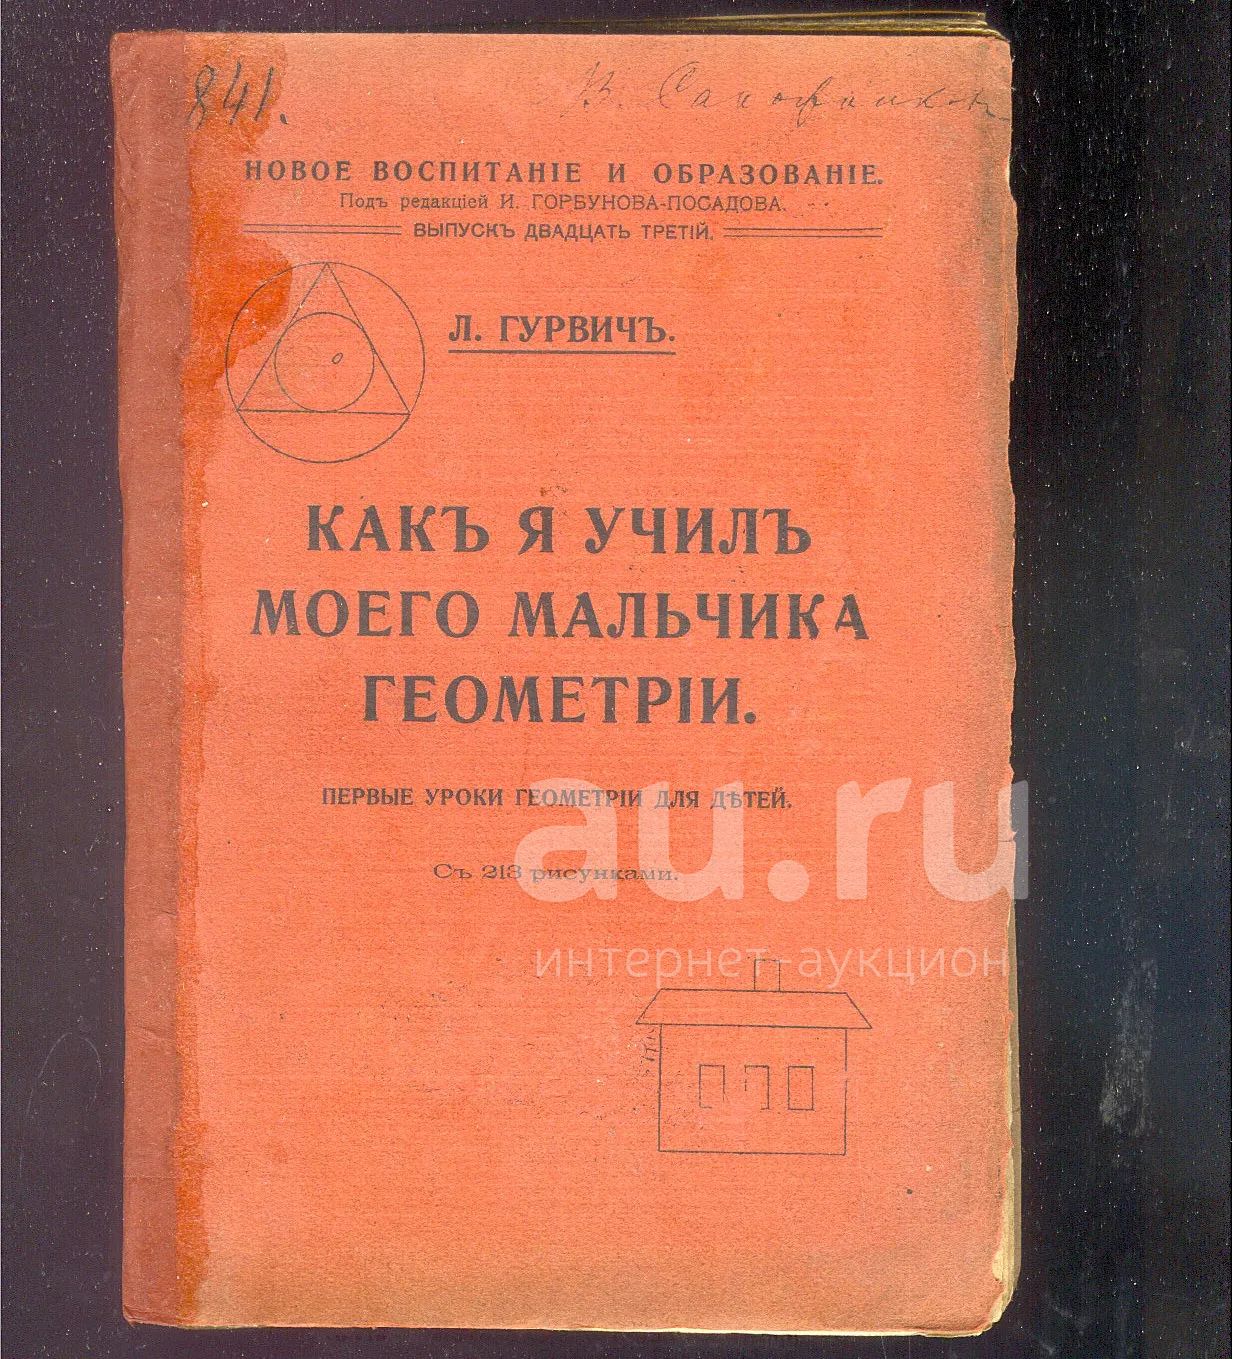 841.
НОВОЕ ВОСПИТАНІЕ И ОБРАЗОВАНІЕ.
Подъ редакціей И. ГОРБУНОВА-ПОСАДОВА.
ВЫПУСКЪ ДВАДЦАТЬ ТРЕТІЙ.
Л. ГУРВИЧЪ.
КАКЪ Я УЧИЛЪ
МОЕГО МАЛЬЧИКА
ГЕОМЕТРІИ.
ПЕРВЫЕ УРОКИ ГЕОМЕТРІИ ДЛЯ ДѢТЕЙ.
Съ 213 рисунками.
au.ru
интернет-аукцион